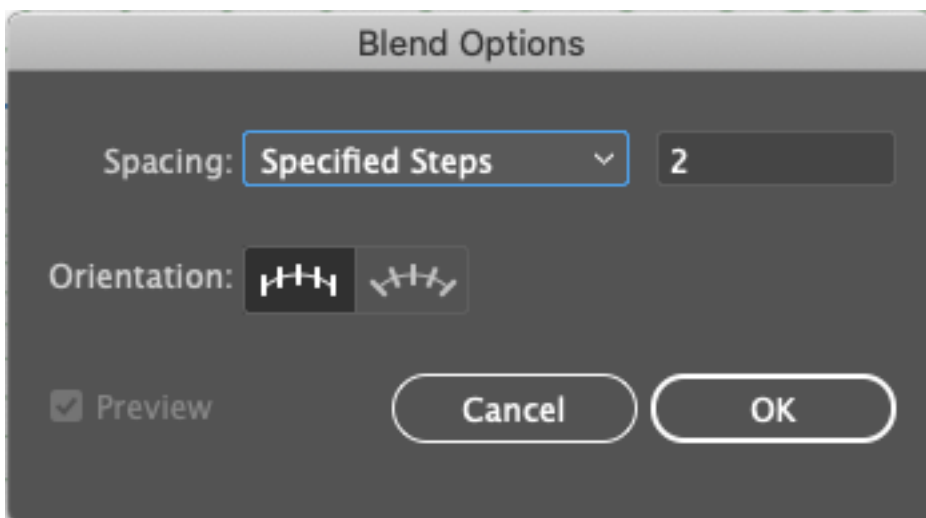 Blend Options
Spacing: Specified Steps 2
Orientation:
Preview Cancel OK